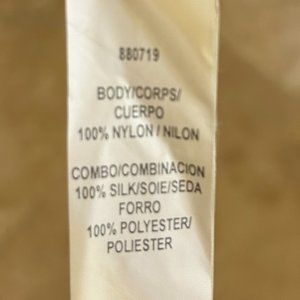 880719
BODY/CORPS/
CUERPO
100% NYLON / NILON
COMBO/COMBINACION
100% SILK/SOIE/SEDA
FORRO
100% POLYESTER/
POLIESTER